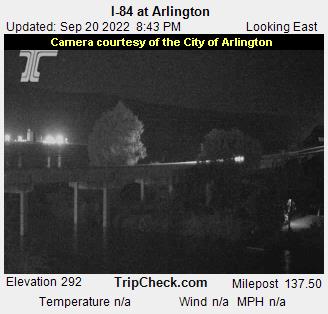 I-84 at Arlington
Updated: Sep 20 2022 8:43 PM Looking East
Camera courtesy of the City of Arlington
Elevation 292 TripCheck.com Milepost 137.50
Temperature n/a Wind n/a MPH n/a